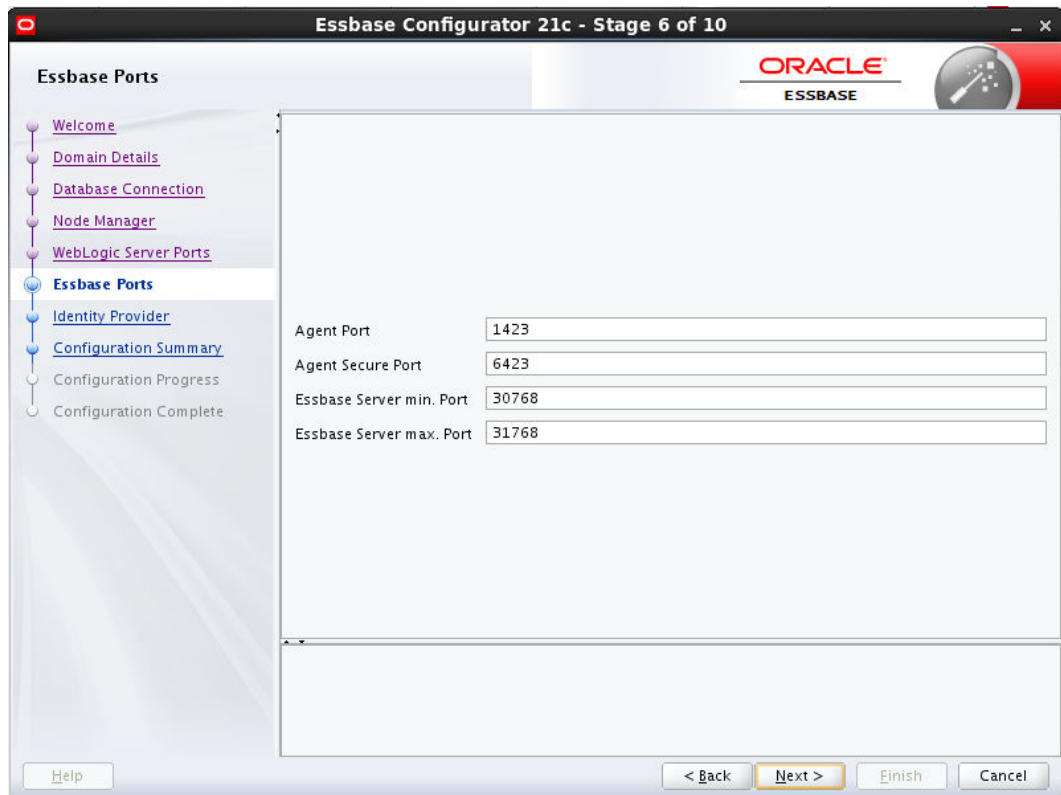 Essbase Configurator 21c - Stage 6 of 10
Essbase Ports
ORACLE
ESSBASE
Welcome
Domain Details
Database Connection
Node Manager
WebLogic Server Ports
Essbase Ports
Identity Provider
Configuration Summary
Configuration Progress
Configuration Complete
Agent Port 1423
Agent Secure Port 6423
Essbase Server min. Port 30768
Essbase Server max. Port 31768
Help
< Back Next > Finish Cancel